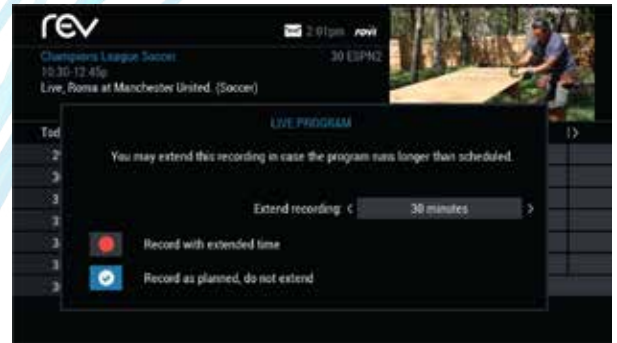 rev
2:01pm rovi
Champions League Soccer 30 ESPN2
10:30-12:45p
Live, Roma at Manchester United. (Soccer)
Tod
LIVE PROGRAM
You may extend this recording in case the program runs longer than scheduled.
Extend recording: < 30 minutes >
Record with extended time
Record as planned, do not extend